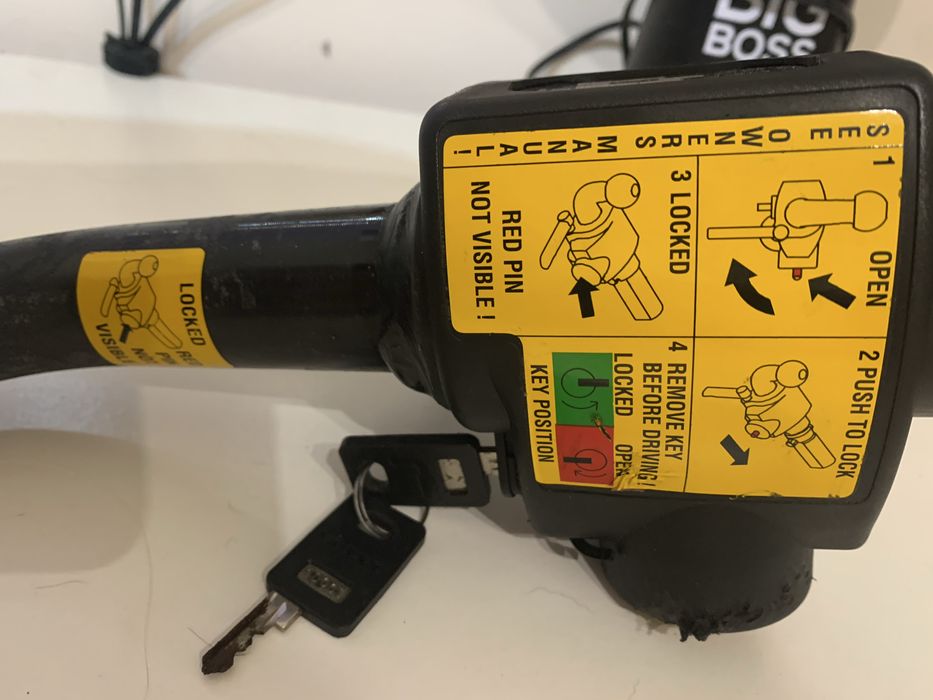 SEE OWNERS MANUAL!
1 OPEN
2 PUSH TO LOCK
3 LOCKED
RED PIN
NOT VISIBLE !
4 REMOVE KEY
BEFORE DRIVING!
LOCKED OPEN
KEY POSITION
LOCKED
BIG
BOSS